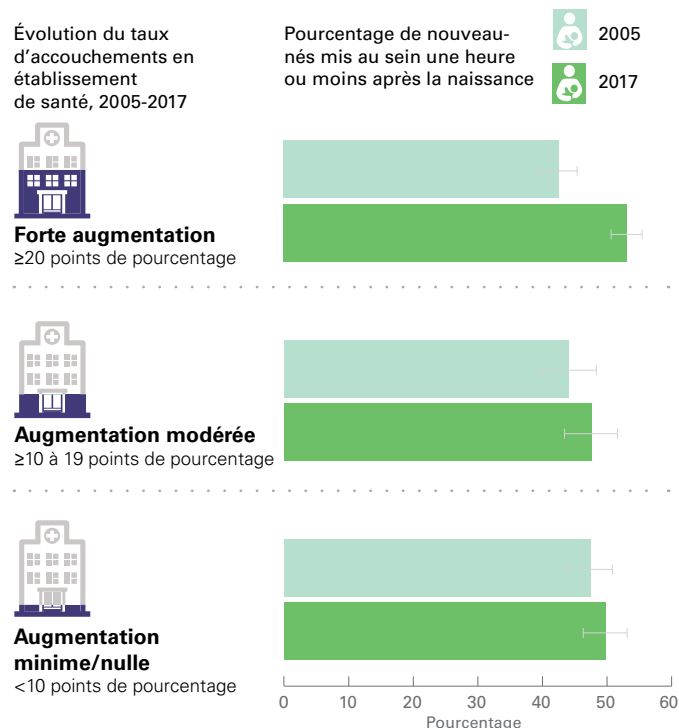 Évolution du taux
d’accouchements en
établissement
de santé, 2005-2017
Pourcentage de nouveau-
nés mis au sein une heure
ou moins après la naissance
2005
2017
Forte augmentation
≥20 points de pourcentage
Augmentation modérée
≥10 à 19 points de pourcentage
Augmentation
minime/nulle
<10 points de pourcentage
0 10 20 30 40 50 60
Pourcentage